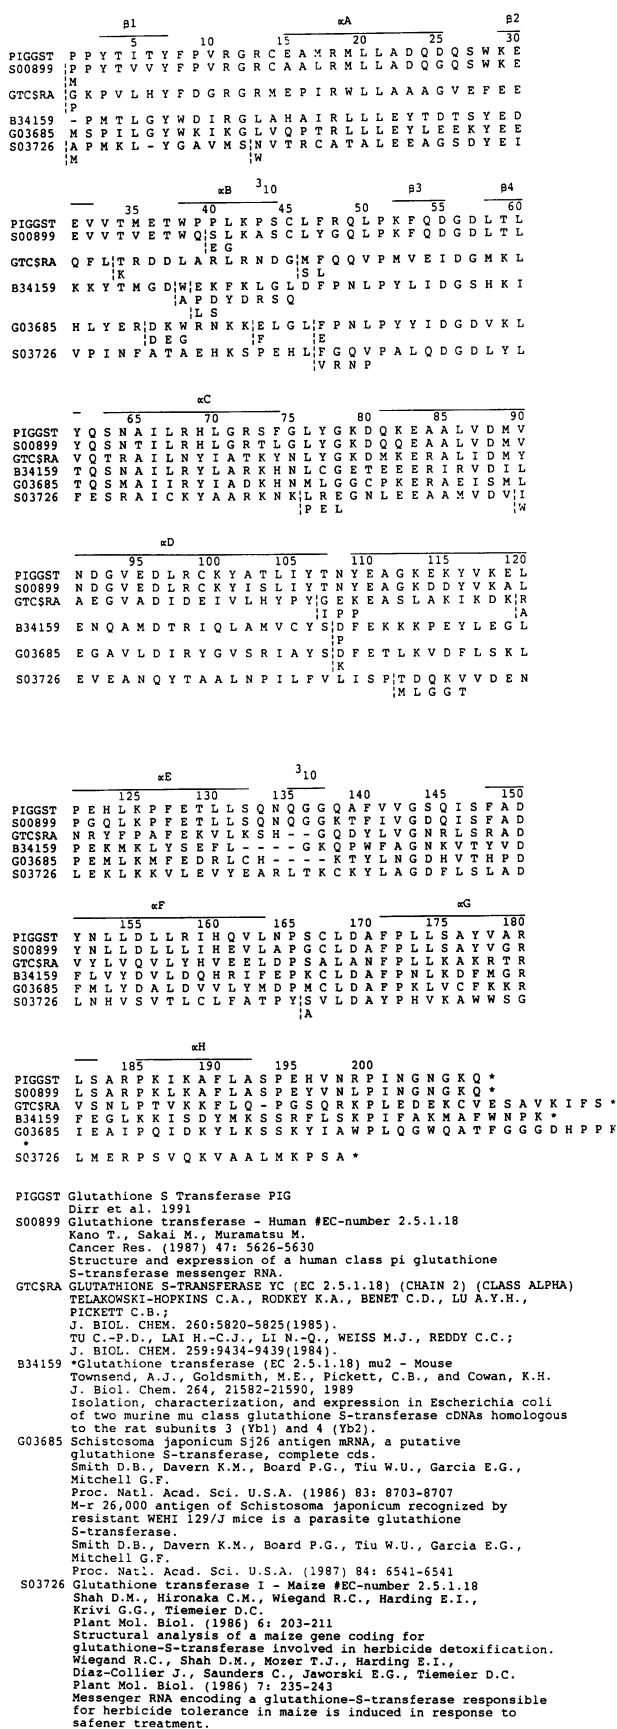 β1 αA β2
5 10 15 20 25 30
PIGGST P P Y T I T Y F P V R G R C E A M R M L L A D Q D Q S W K E
S00899 ¦P P Y T V V Y F P V R G R C A A L R M L L A D Q G Q S W K E
¦M
GTC$RA ¦G K P V L H Y F D G R G R M E P I R W L L A A A G V E F E E
¦P
B34159 - P M T L G Y W D I R G L A H A I R L L L E Y T D T S Y E D
G03685 M S P I L G Y W K I K G L V Q P T R L L L E Y L E E K Y E E
S03726 ¦A P M K L - Y G A V M S ¦N V T R C A T A L E E A G S D Y E I
¦M ¦W
αB 3 10 β3 β4
35 40 45 50 55 60
PIGGST E V V T M E T W P P L K P S C L F R Q L P K F Q D G D L T L
S00899 E V V T V E T W Q ¦S L K A S C L Y G Q L P K F Q D G D L T L
¦E G
GTC$RA Q F L ¦T R D D L A R L R N D G ¦M F Q Q V P M V E I D G M K L
¦K ¦S L
B34159 K K Y T M G D ¦W ¦E K F K L G L D F P N L P Y L I D G S H K I
¦A P D Y D R S Q
¦L S
G03685 H L Y E R ¦D K W R N K K ¦E L G L ¦F P N L P Y Y I D G D V K L
¦D E G ¦F ¦E
S03726 V P I N F A T A E H K S P E H L ¦F G Q V P A L Q D G D L Y L
¦V R N P
αC
65 70 75 80 85 90
PIGGST Y Q S N A I L R H L G R S F G L Y G K D Q K E A A L V D M V
S00899 Y Q S N T I L R H L G R T L G L Y G K D Q Q E A A L V D M V
GTC$RA V Q T R A I L N Y I A T K Y N L Y G K D M K E R A L I D M Y
B34159 T Q S N A I L R Y L A R K H N L C G E T E E E R I R V D I L
G03685 T Q S M A I I R Y I A D K H N M L G G C P K E R A E I S M L
S03726 F E S R A I C K Y A A R K N K ¦L R E G N L E E A A M V D V ¦I
¦P E L ¦W
αD
95 100 105 110 115 120
PIGGST N D G V E D L R C K Y A T L I Y T N Y E A G K E K Y V K E L
S00899 N D G V E D L R C K Y I S L I Y T N Y E A G K D D Y V K A L
GTC$RA A E G V A D I D E I V L H Y P Y ¦G E K E A S L A K I K D K ¦R
¦I P P ¦A
B34159 E N Q A M D T R I Q L A M V C Y S ¦D F E K K K P E Y L E G L
¦P
G03685 E G A V L D I R Y G V S R I A Y S ¦D F E T L K V D F L S K L
¦K
S03726 E V E A N Q Y T A A L N P I L F V L I S P ¦T D Q K V V D E N
¦M L G G T
αE 3 10
125 130 135 140 145 150
PIGGST P E H L K P F E T L L S Q N Q G G Q A F V V G S Q I S F A D
S00899 P G Q L K P F E T L L S Q N Q G G K T F I V G D Q I S F A D
GTC$RA N R Y F P A F E K V L K S H - - G Q D Y L V G N R L S R A D
B34159 P E K M K L Y S E F L - - - - G K Q P W F A G N K V T Y V D
G03685 P E M L K M F E D R L C H - - - - K T Y L N G D H V T H P D
S03726 L E K L K K V L E V Y E A R L T K C K Y L A G D F L S L A D
αF αG
155 160 165 170 175 180
PIGGST Y N L L D L L R I H Q V L N P S C L D A F P L L S A Y V A R
S00899 Y N L L D L L L I H E V L A P G C L D A F P L L S A Y V G R
GTC$RA V Y L V Q V L Y H V E E L D P S A L A N F P L L K A K R T R
B34159 F L V Y D V L D Q H R I F E P K C L D A F P N L K D F M G R
G03685 F M L Y D A L D V V L Y M D P M C L D A F P K L V C F K K R
S03726 L N H V S V T L C L F A T P Y ¦S V L D A Y P H V K A W W S G
¦A
αH
185 190 195 200
PIGGST L S A R P K I K A F L A S P E H V N R P I N G N G K Q *
S00899 L S A R P K L K A F L A S P E Y V N L P I N G N G K Q *
GTC$RA V S N L P T V K K F L Q - P G S Q R K P L E D E K C V E S A V K I F S *
B34159 F E G L K K I S D Y M K S S R F L S K P I F A K M A F W N P K *
G03685 I E A I P Q I D K Y L K S S K Y I A W P L Q G W Q A T F G G G D H P P K
*
S03726 L M E R P S V Q K V A A L M K P S A *
PIGGST Glutathione S Transferase PIG
Dirr et al. 1991
S00899 Glutathione transferase - Human #EC-number 2.5.1.18
Kano T., Sakai M., Muramatsu M.
Cancer Res. (1987) 47: 5626-5630
Structure and expression of a human class pi glutathione
S-transferase messenger RNA.
GTC$RA GLUTATHIONE S-TRANSFERASE YC (EC 2.5.1.18) (CHAIN 2) (CLASS ALPHA)
TELAKOWSKI-HOPKINS C.A., RODKEY K.A., BENET C.D., LU A.Y.H.,
PICKETT C.B.;
J. BIOL. CHEM. 260:5820-5825(1985).
TU C.-P.D., LAI H.-C.J., LI N.-Q., WEISS M.J., REDDY C.C.;
J. BIOL. CHEM. 259:9434-9439(1984).
B34159 *Glutathione transferase (EC 2.5.1.18) mu2 - Mouse
Townsend, A.J., Goldsmith, M.E., Pickett, C.B., and Cowan, K.H.
J. Biol. Chem. 264, 21582-21590, 1989
Isolation, characterization, and expression in Escherichia coli
of two murine mu class glutathione S-transferase cDNAs homologous
to the rat subunits 3 (Yb1) and 4 (Yb2).
G03685 Schistosoma japonicum Sj26 antigen mRNA, a putative
glutathione S-transferase, complete cds.
Smith D.B., Davern K.M., Board P.G., Tiu W.U., Garcia E.G.,
Mitchell G.F.
Proc. Natl. Acad. Sci. U.S.A. (1986) 83: 8703-8707
M-r 26,000 antigen of Schistosoma japonicum recognized by
resistant WEHI 129/J mice is a parasite glutathione
S-transferase.
Smith D.B., Davern K.M., Board P.G., Tiu W.U., Garcia E.G.,
Mitchell G.F.
Proc. Natl. Acad. Sci. U.S.A. (1987) 84: 6541-6541
S03726 Glutathione transferase I - Maize #EC-number 2.5.1.18
Shah D.M., Hironaka C.M., Wiegand R.C., Harding E.I.,
Krivi G.G., Tiemeier D.C.
Plant Mol. Biol. (1986) 6: 203-211
Structural analysis of a maize gene coding for
glutathione-S-transferase involved in herbicide detoxification.
Wiegand R.C., Shah D.M., Mozer T.J., Harding E.I.,
Diaz-Collier J., Saunders C., Jaworski E.G., Tiemeier D.C.
Plant Mol. Biol. (1986) 7: 235-243
Messenger RNA encoding a glutathione-S-transferase responsible
for herbicide tolerance in maize is induced in response to
safener treatment.